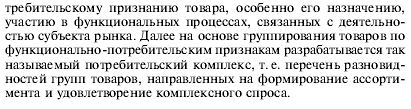 требительскому признанию товара, особенно его назначению,
участию в функциональных процессах, связанных с деятельно-
стью субъекта рынка. Далее на основе группирования товаров по
функционально-потребительским признакам разрабатывается так
называемый потребительский комплекс, т. е. перечень разновид-
ностей групп товаров, направленных на формирование ассорти-
мента и удовлетворение комплексного спроса.